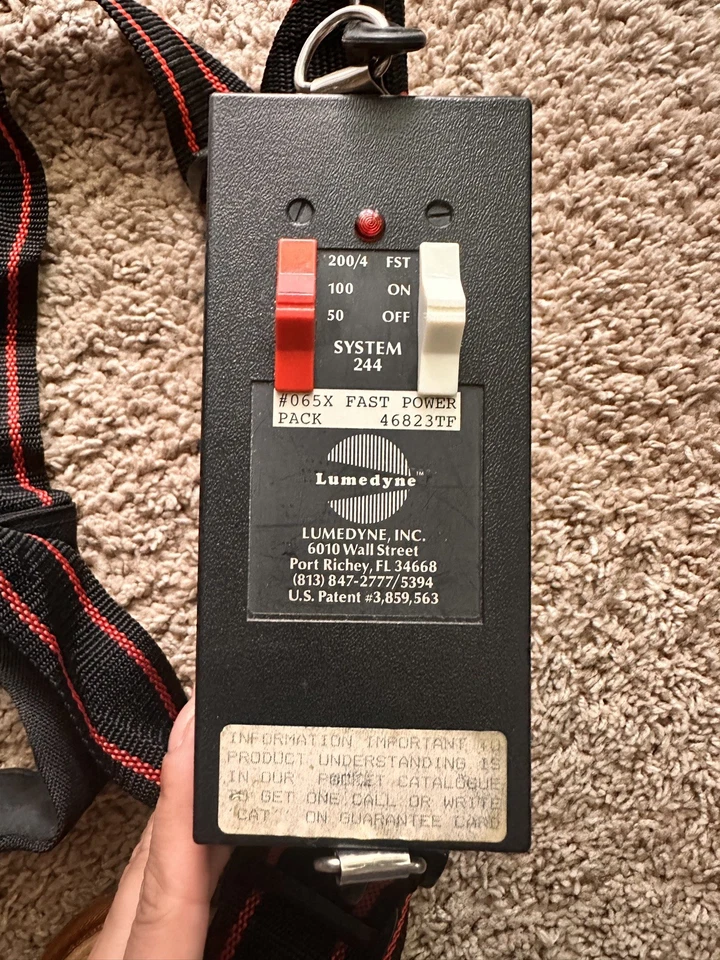 200/4 FST
100 ON
50 OFF
SYSTEM
244
#065X FAST POWER
PACK 46823TF
Lumedyne™
LUMEDYNE, INC.
6010 Wall Street
Port Richey, FL 34668
(813) 847-2777/5394
U.S. Patent #3,859,563
INFORMATION IMPORTANT TO
PRODUCT UNDERSTANDING IS
IN OUR POCKET CATALOGUE
TO GET ONE CALL OR WRITE
"CAT" ON GUARANTEE CARD